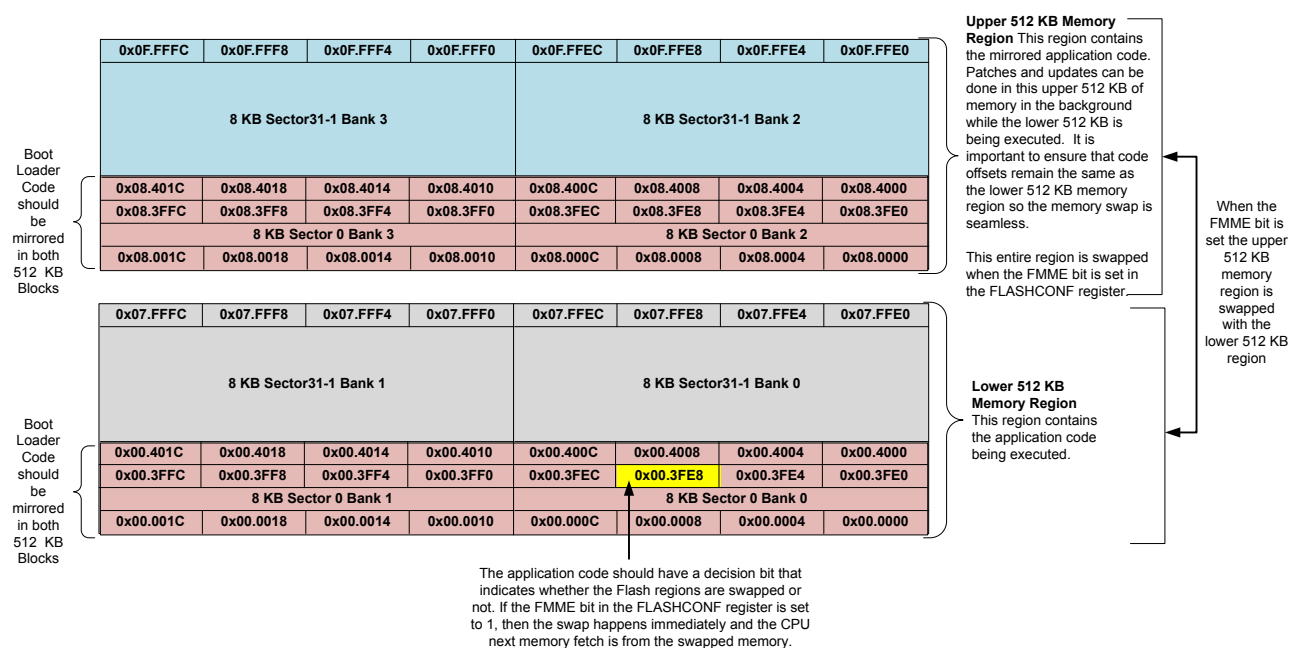 Upper 512 KB Memory
Region This region contains
the mirrored application code.
Patches and updates can be
done in this upper 512 KB of
memory in the background
while the lower 512 KB is
being executed. It is
important to ensure that code
offsets remain the same as
the lower 512 KB memory
region so the memory swap is
seamless.
This entire region is swapped
when the FMME bit is set in
the FLASHCONF register.
0x0F.FFFC 0x0F.FFF8 0x0F.FFF4 0x0F.FFF0 0x0F.FFEC 0x0F.FFE8 0x0F.FFE4 0x0F.FFE0
8 KB Sector31-1 Bank 3 8 KB Sector31-1 Bank 2
Boot
Loader
Code
should
be
mirrored
in both
512 KB
Blocks
0x08.401C 0x08.4018 0x08.4014 0x08.4010 0x08.400C 0x08.4008 0x08.4004 0x08.4000
0x08.3FFC 0x08.3FF8 0x08.3FF4 0x08.3FF0 0x08.3FEC 0x08.3FE8 0x08.3FE4 0x08.3FE0
8 KB Sector 0 Bank 3 8 KB Sector 0 Bank 2
0x08.001C 0x08.0018 0x08.0014 0x08.0010 0x08.000C 0x08.0008 0x08.0004 0x08.0000
When the
FMME bit is
set the upper
512 KB
memory
region is
swapped
with the
lower 512 KB
region
0x07.FFFC 0x07.FFF8 0x07.FFF4 0x07.FFF0 0x07.FFEC 0x07.FFE8 0x07.FFE4 0x07.FFE0
8 KB Sector31-1 Bank 1 8 KB Sector31-1 Bank 0
Lower 512 KB
Memory Region
This region contains
the application code
being executed.
Boot
Loader
Code
should
be
mirrored
in both
512 KB
Blocks
0x00.401C 0x00.4018 0x00.4014 0x00.4010 0x00.400C 0x00.4008 0x00.4004 0x00.4000
0x00.3FFC 0x00.3FF8 0x00.3FF4 0x00.3FF0 0x00.3FEC 0x00.3FE8 0x00.3FE4 0x00.3FE0
8 KB Sector 0 Bank 1 8 KB Sector 0 Bank 0
0x00.001C 0x00.0018 0x00.0014 0x00.0010 0x00.000C 0x00.0008 0x00.0004 0x00.0000
The application code should have a decision bit that
indicates whether the Flash regions are swapped or
not. If the FMME bit in the FLASHCONF register is set
to 1, then the swap happens immediately and the CPU
next memory fetch is from the swapped memory.